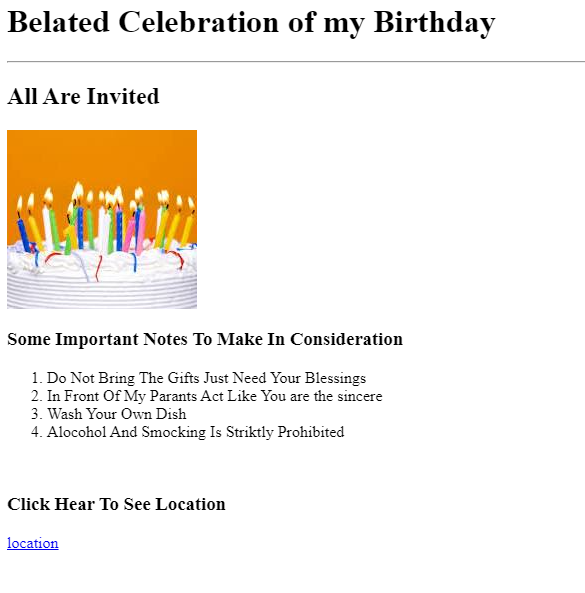 Belated Celebration of my Birthday
All Are Invited
Some Important Notes To Make In Consideration
1. Do Not Bring The Gifts Just Need Your Blessings
2. In Front Of My Parants Act Like You are the sincere
3. Wash Your Own Dish
4. Alocohol And Smocking Is Striktly Prohibited
Click Hear To See Location
location